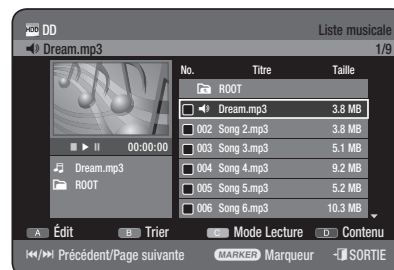 HDD DD Liste musicale
Dream.mp3 1/9
No. Titre Taille
ROOT
Dream.mp3 3.8 MB
002 Song 2.mp3 3.8 MB
00:00:00 003 Song 3.mp3 5.1 MB
Dream.mp3 004 Song 4.mp3 9.2 MB
ROOT 005 Song 5.mp3 5.2 MB
006 Song 6.mp3 10.3 MB
A Édit B Trier C Mode Lecture D Contenu
Précédent/Page suivante MARKER Marqueur SORTIE